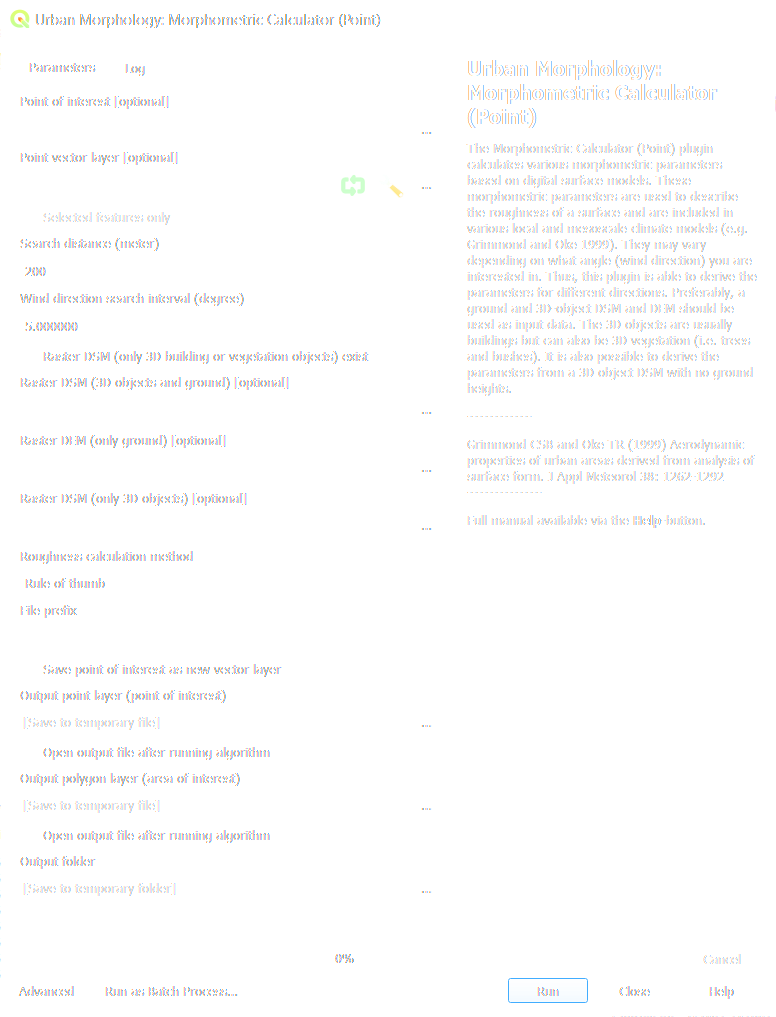 Urban Morphology: Morphometric Calculator (Point)
Parameters
Log
Point of interest [optional]
...
Point vector layer [optional]
...
Selected features only
Search distance (meter)
200
Wind direction search interval (degree)
5.000000
Raster DSM (only 3D building or vegetation objects) exist
Raster DSM (3D objects and ground) [optional]
...
Raster DEM (only ground) [optional]
...
Raster DSM (only 3D objects) [optional]
...
Roughness calculation method
Rule of thumb
File prefix
Save point of interest as new vector layer
Output point layer (point of interest)
[Save to temporary file]
...
Open output file after running algorithm
Output polygon layer (area of interest)
[Save to temporary file]
...
Open output file after running algorithm
Output folder
[Save to temporary folder]
...
Urban Morphology:
Morphometric Calculator
(Point)
The Morphometric Calculator (Point) plugin
calculates various morphometric parameters
based on digital surface models. These
morphometric parameters are used to describe
the roughness of a surface and are included in
various local and mesoscale climate models (e.g.
Grimmond and Oke 1999). They may vary
depending on what angle (wind direction) you are
interested in. Thus, this plugin is able to derive the
parameters for different directions. Preferably, a
ground and 3D object DSM and DEM should be
used as input data. The 3D objects are usually
buildings but can also be 3D vegetation (i.e. trees
and bushes). It is also possible to derive the
parameters from a 3D object DSM with no ground
heights.
-------------
Grimmond CSB and Oke TR (1999) Aerodynamic
properties of urban areas derived from analysis of
surface form. J Appl Meteorol 38: 1262-1292
---------------
Full manual available via the Help-button.
0%
Cancel
Advanced
Run as Batch Process...
Run
Close
Help